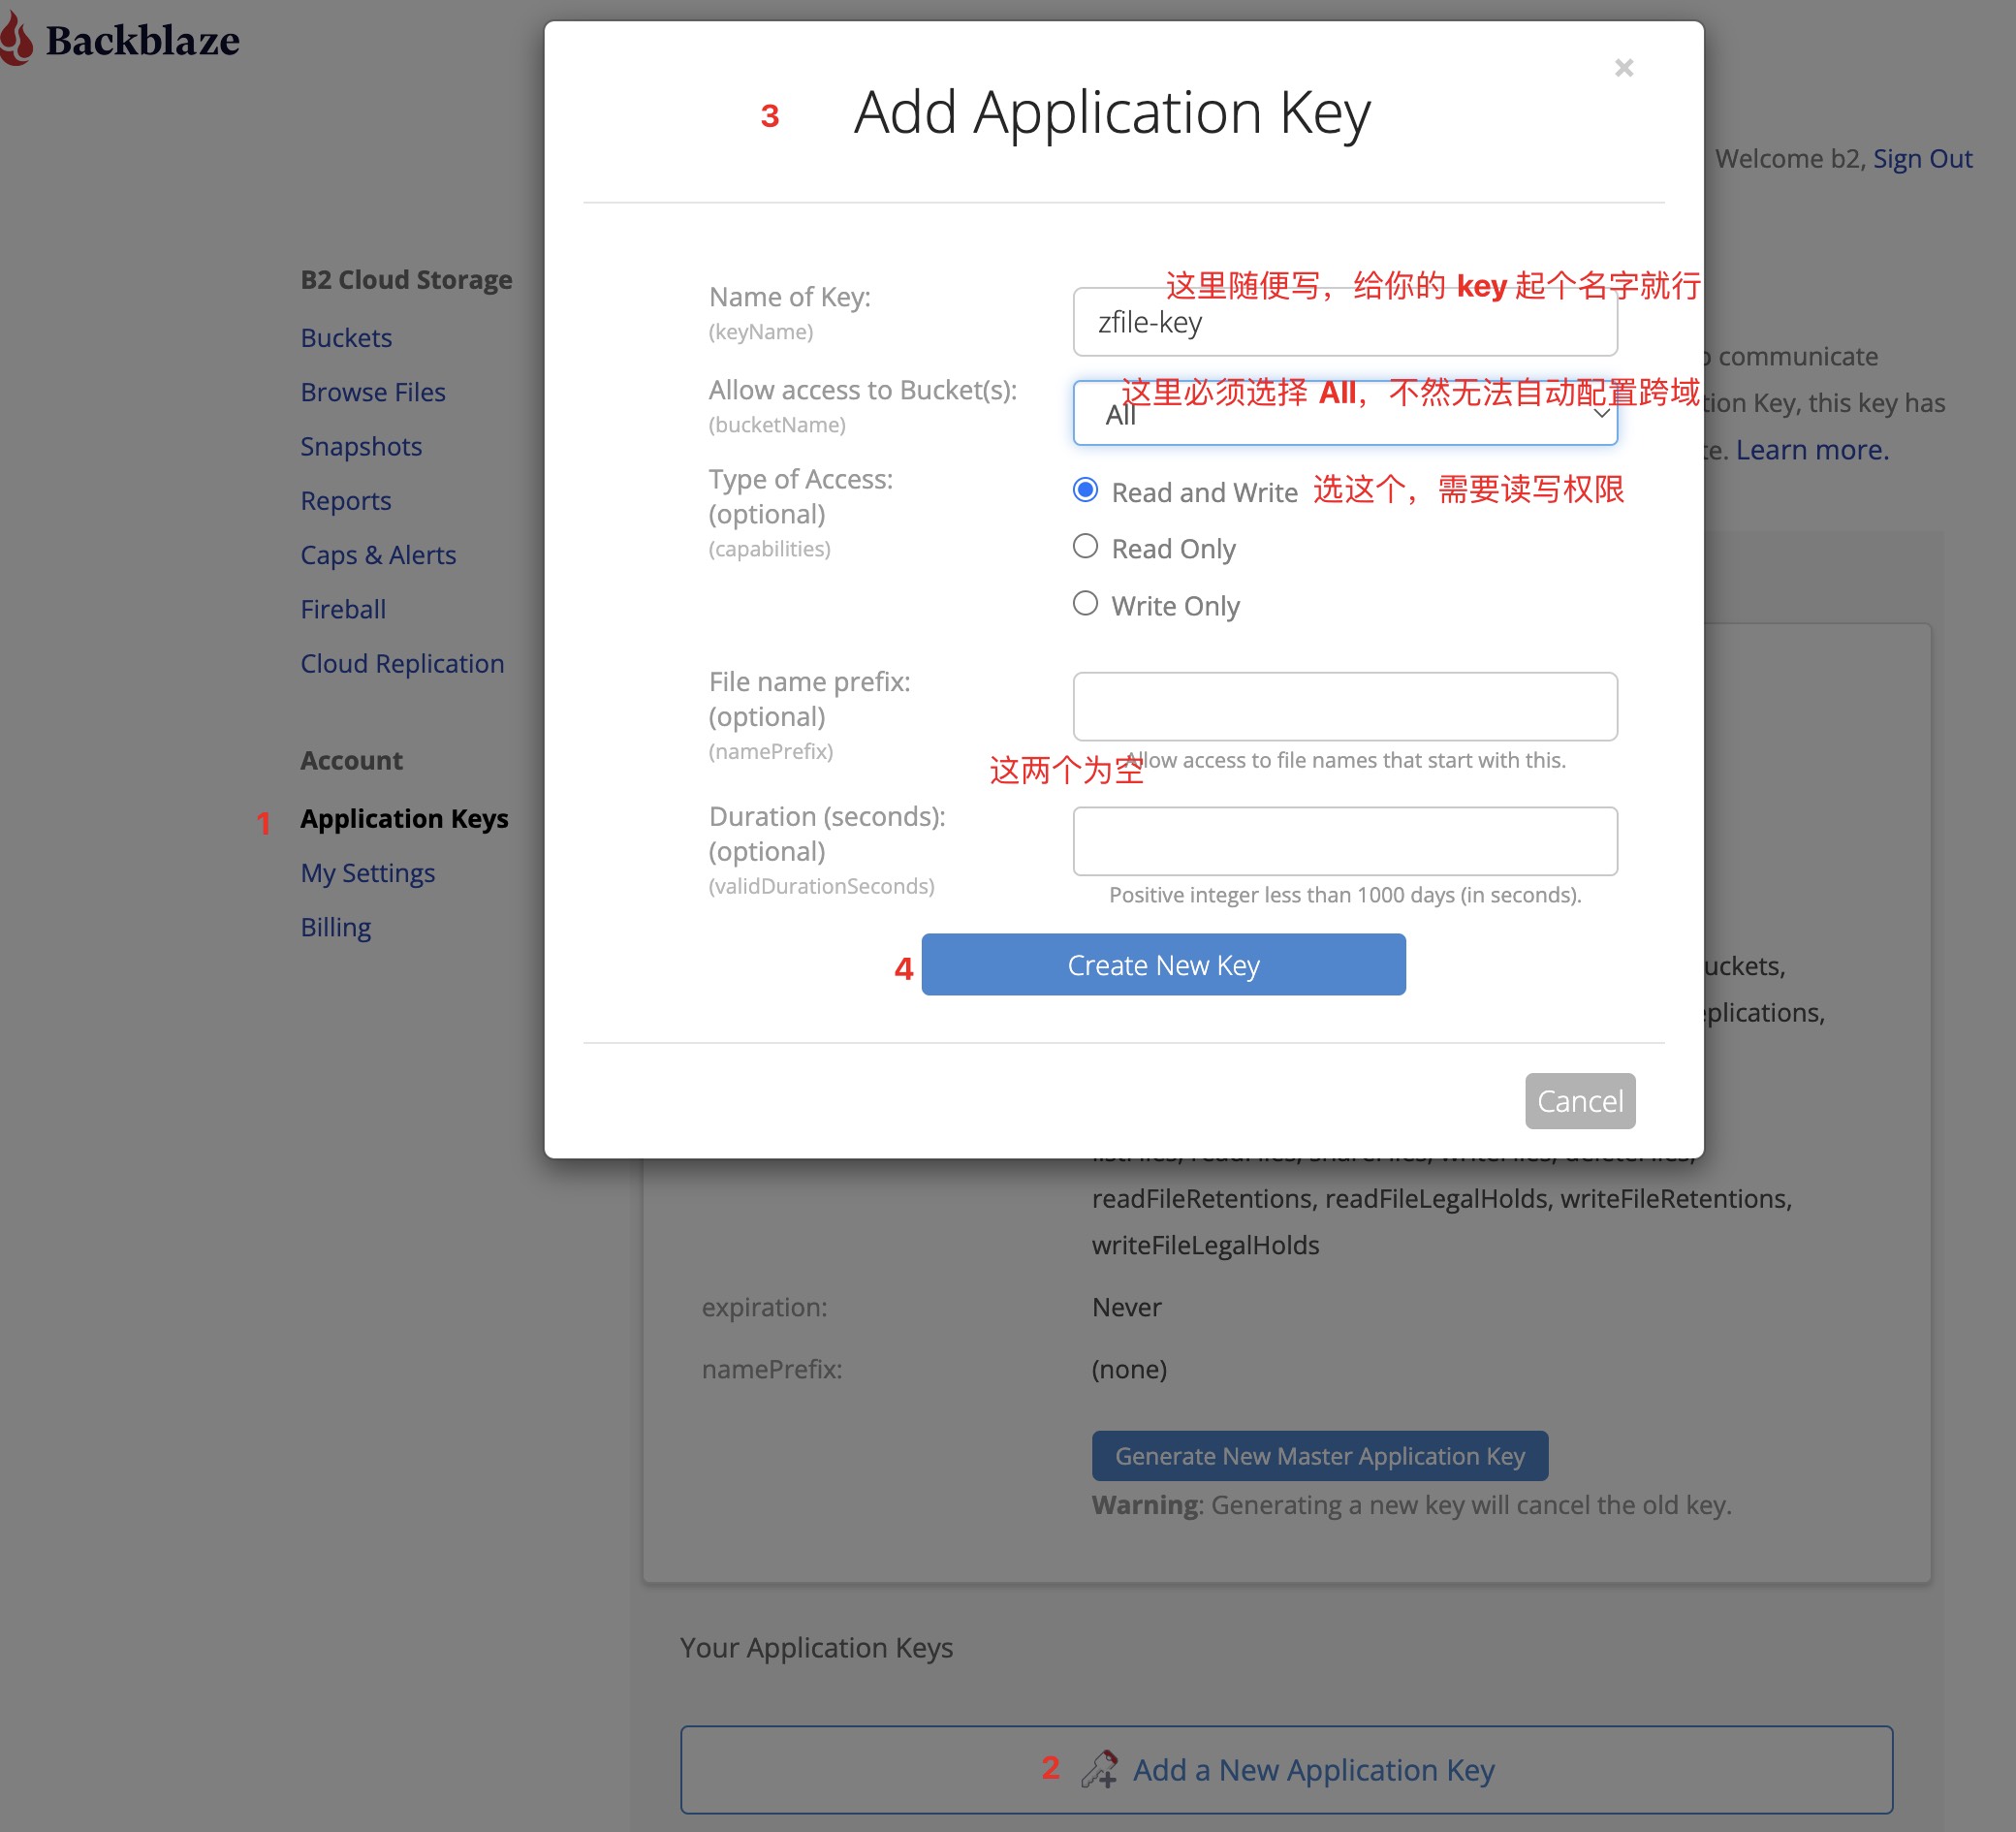 Backblaze
Welcome b2, Sign Out
B2 Cloud Storage
Buckets
Browse Files
Snapshots
Reports
Caps & Alerts
Fireball
Cloud Replication
Account
1 Application Keys
My Settings
Billing
×
3 Add Application Key
这里随便写，给你的 key 起个名字就行
Name of Key:
(keyName)
zfile-key
这里必须选择 All，不然无法自动配置跨域
Allow access to Bucket(s):
(bucketName)
All
Type of Access:
(optional)
(capabilities)
Read and Write 选这个，需要读写权限
Read Only
Write Only
File name prefix:
(optional)
(namePrefix)
Allow access to file names that start with this.
这两个为空
Duration (seconds):
(optional)
(validDurationSeconds)
Positive integer less than 1000 days (in seconds).
4 Create New Key
Cancel
communicate
Key, this key has
Learn more.
listFiles, readFiles, shareFiles, writeFiles, deleteFiles,
readFileRetentions, readFileLegalHolds, writeFileRetentions,
writeFileLegalHolds
expiration: Never
namePrefix: (none)
Generate New Master Application Key
Warning: Generating a new key will cancel the old key.
Your Application Keys
2 Add a New Application Key